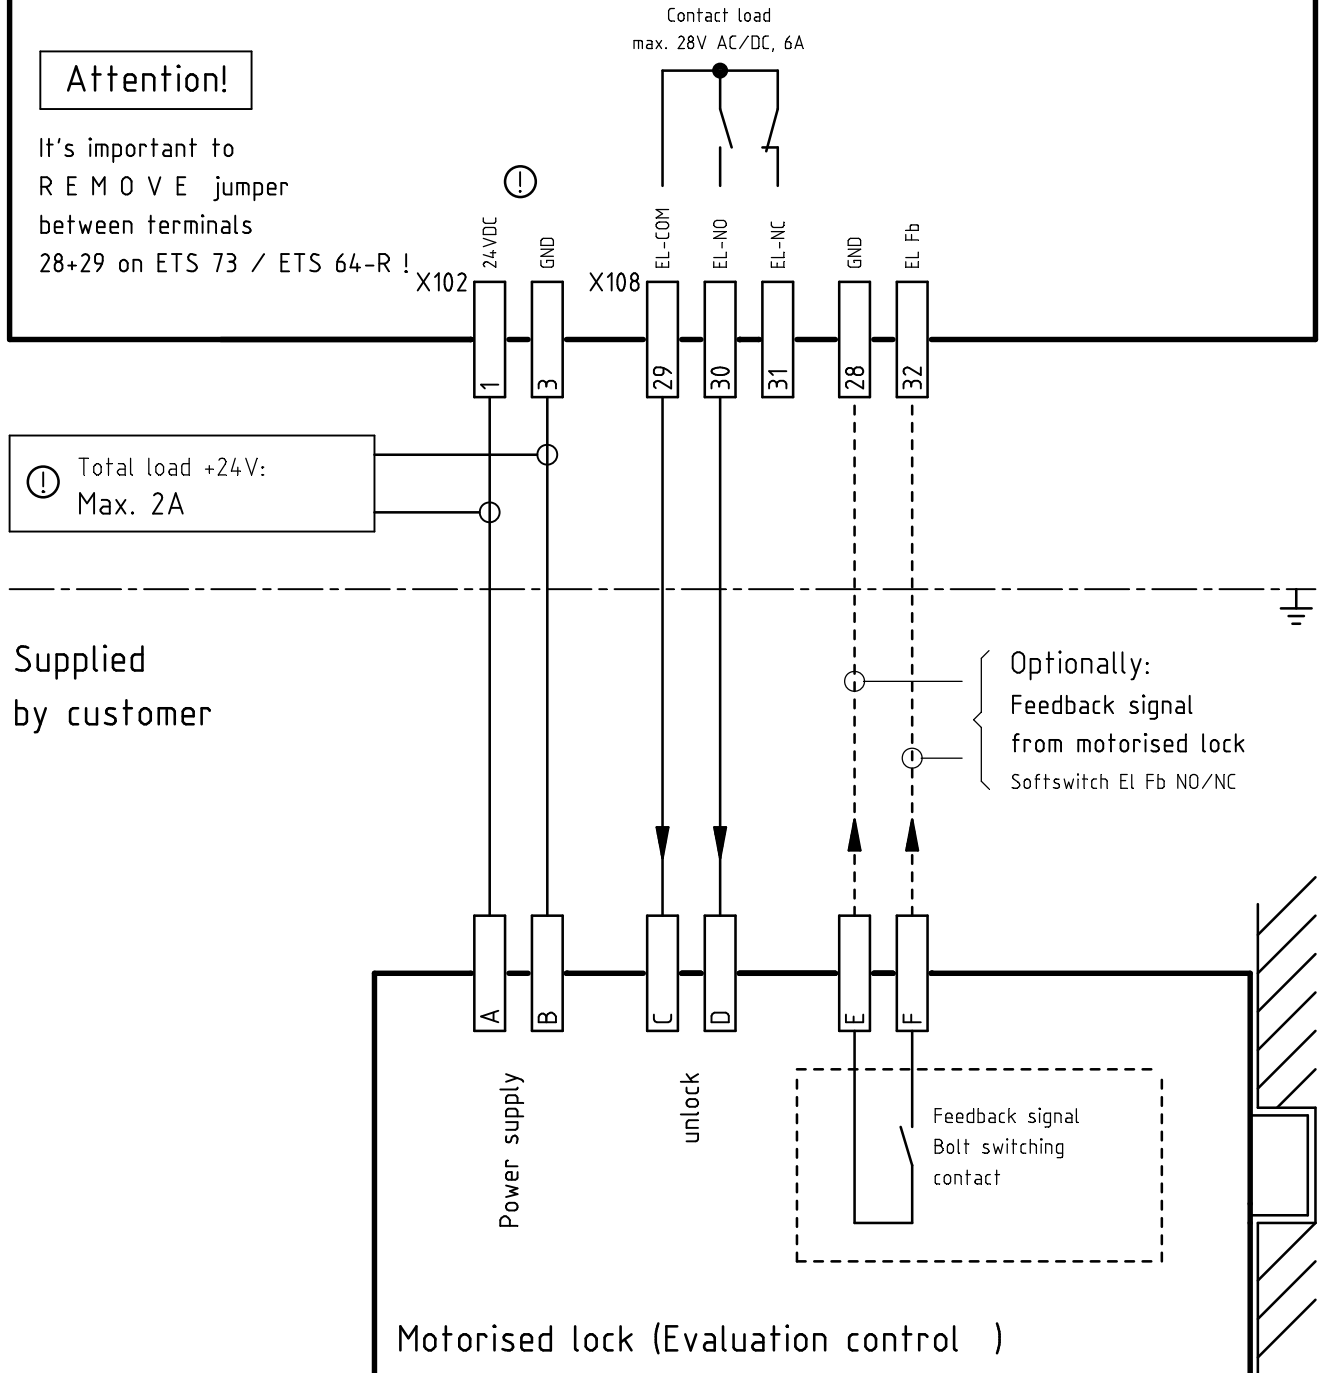 Contact load
max. 28V AC/DC, 6A
Attention!
It's important to
R E M O V E jumper
between terminals
28+29 on ETS 73 / ETS 64-R !
24VDC
GND
EL-COM
EL-NO
EL-NC
GND
EL Fb
X102
X108
1
3
29
30
31
28
32
Total load +24V:
Max. 2A
Supplied
by customer
Optionally:
Feedback signal
from motorised lock
Softswitch El Fb NO/NC
A
B
C
D
E
F
Power supply
unlock
Feedback signal
Bolt switching
contact
Motorised lock (Evaluation control )